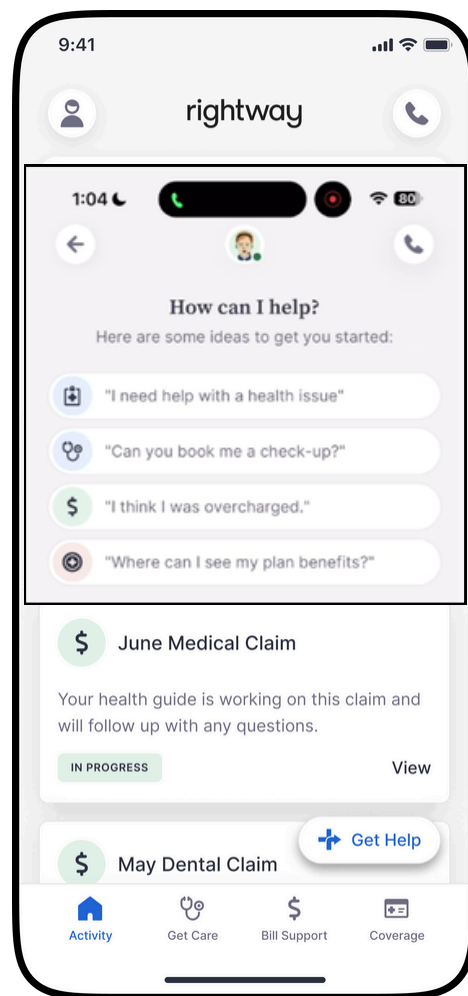 9:41
rightway
1:04
80
How can I help?
Here are some ideas to get you started:
"I need help with a health issue"
"Can you book me a check-up?"
"I think I was overcharged."
"Where can I see my plan benefits?"
June Medical Claim
Your health guide is working on this claim and
will follow up with any questions.
IN PROGRESS
View
May Dental Claim
Get Help
Activity
Get Care
Bill Support
Coverage